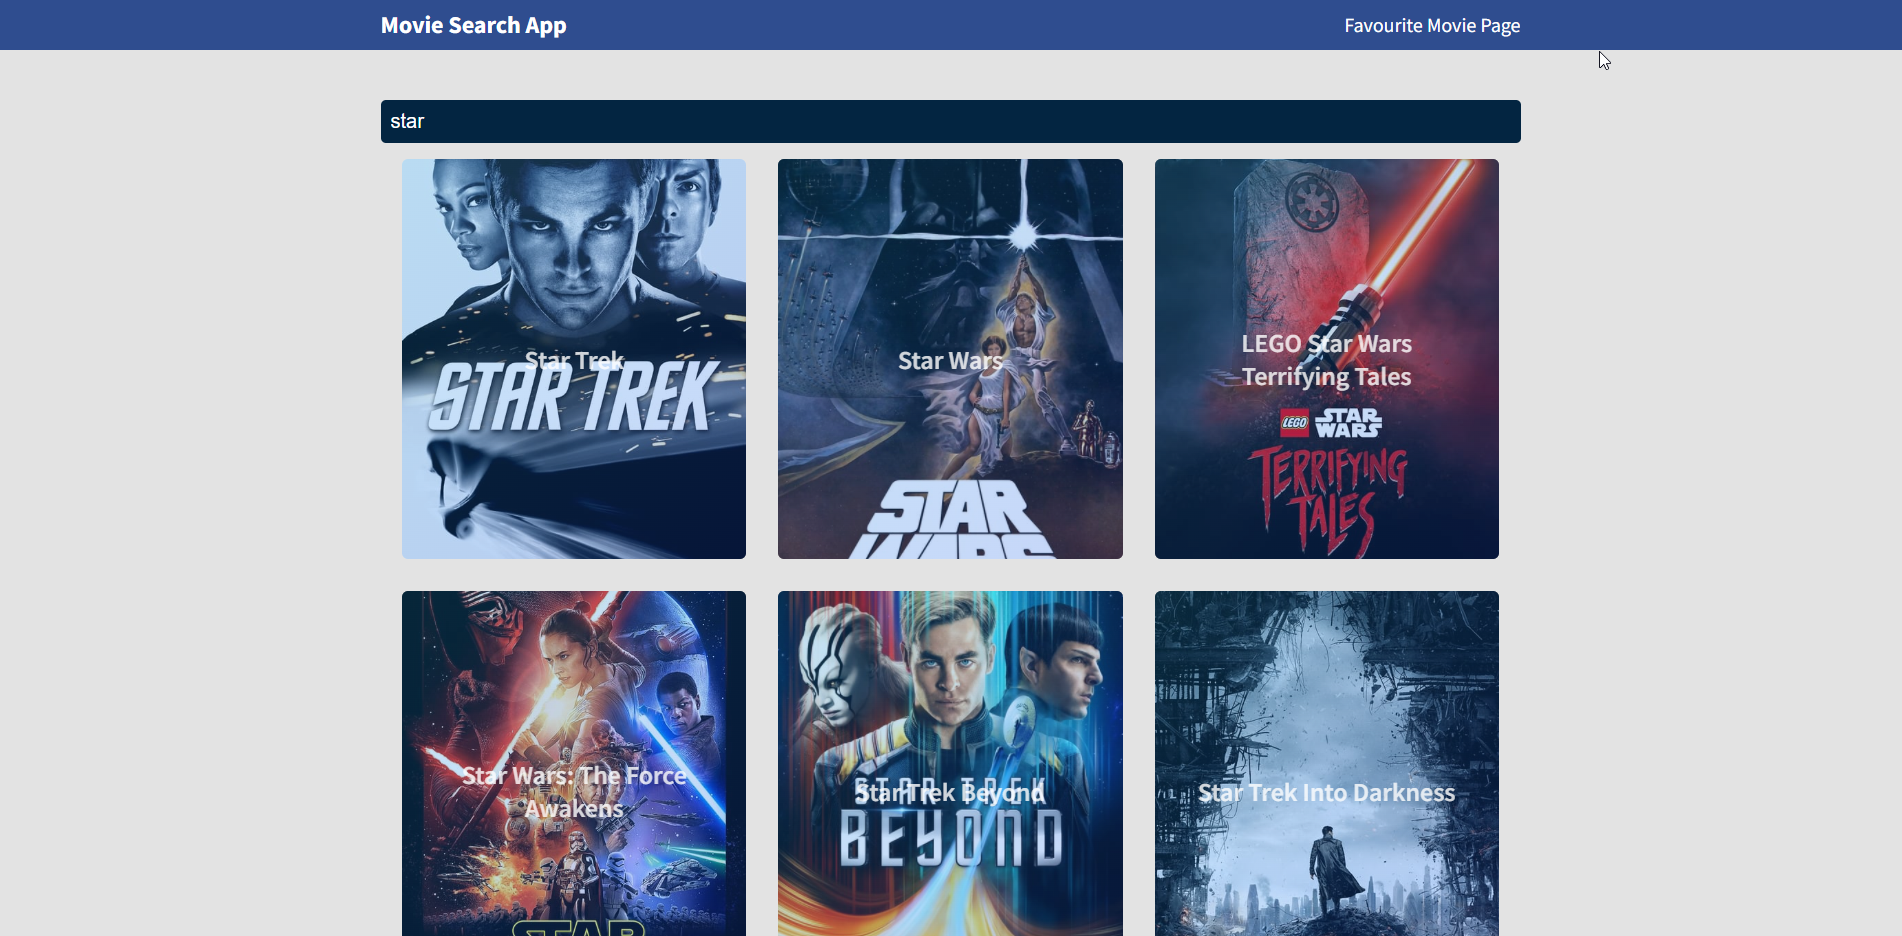 Movie Search App
Favourite Movie Page
star
Star Trek
STAR TREK
Star Wars
STAR
WARS
LEGO Star Wars
Terrifying Tales
LEGO STAR
WARS
TERRIFYING
TALES
Star Wars: The Force
Awakens
STAR
Star Trek Beyond
STAR TREK
BEYOND
Star Trek Into Darkness